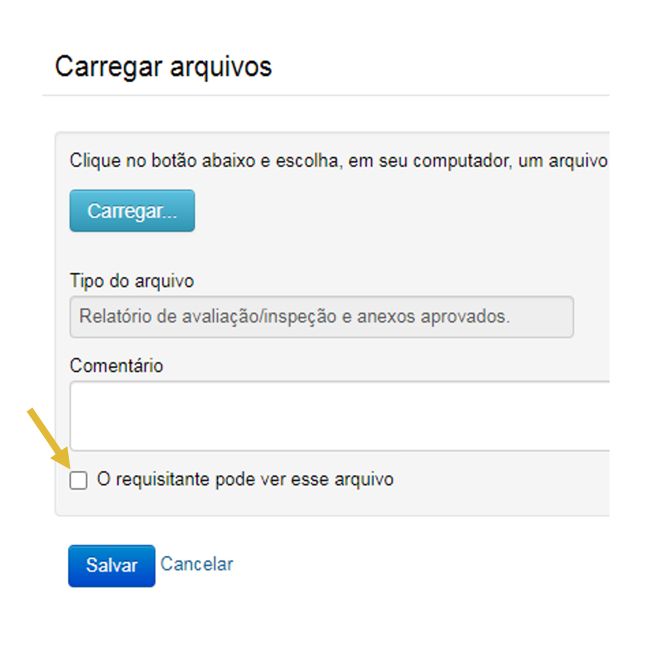 Carregar arquivos
Clique no botão abaixo e escolha, em seu computador, um arquivo
Carregar...
Tipo do arquivo
Relatório de avaliação/inspeção e anexos aprovados.
Comentário
O requisitante pode ver esse arquivo
Salvar Cancelar